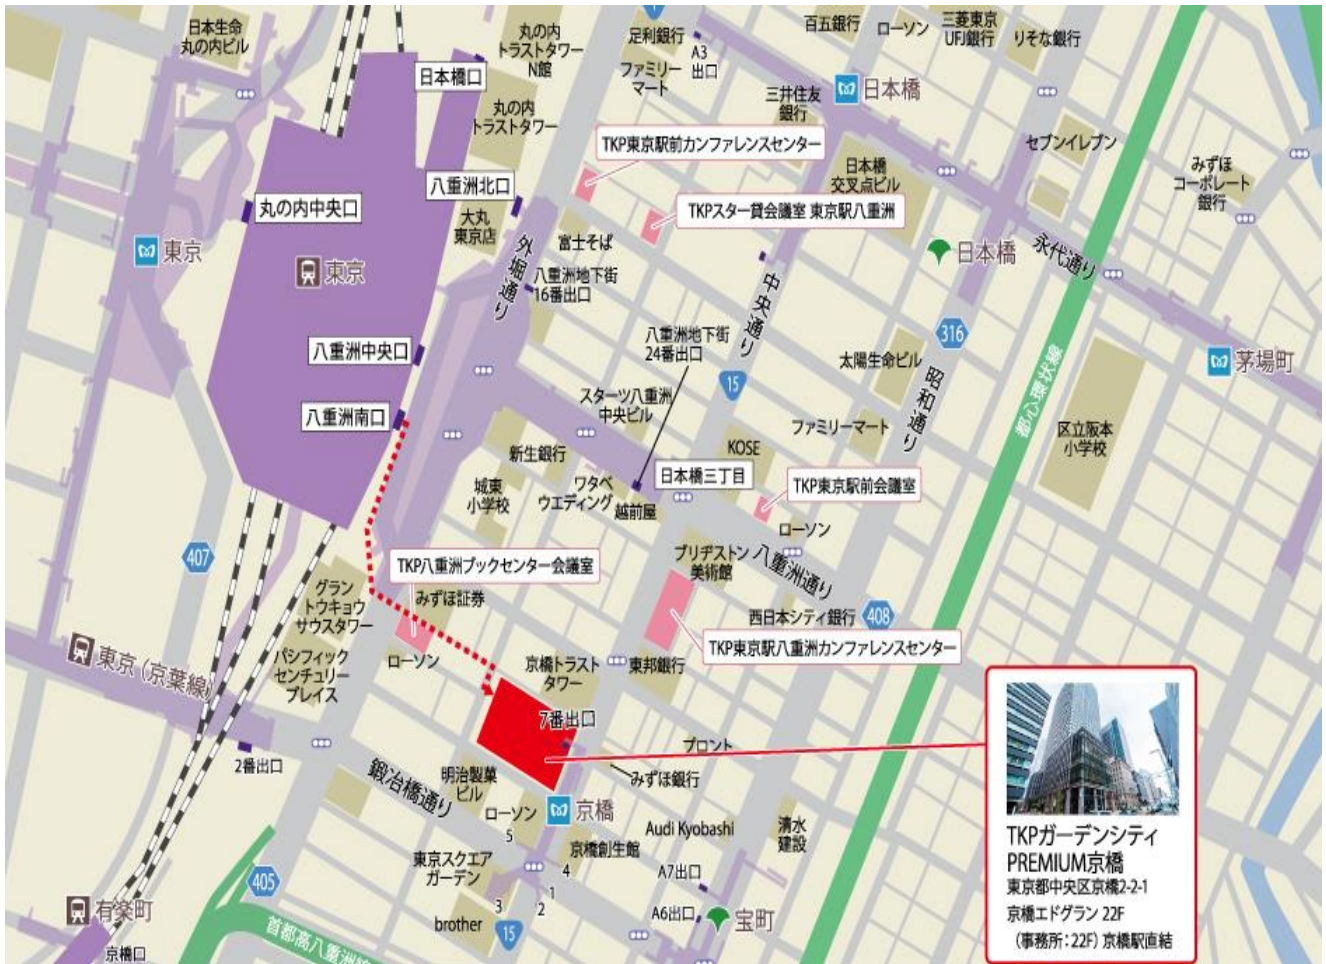 日本生命
丸の内ビル
日本橋口
丸の内
トラストタワー
N館
丸の内
トラストタワー
足利銀行
ファミリー
マート
A3
出口
百五銀行
ローソン
三菱東京
UFJ銀行
りそな銀行
三井住友
銀行
日本橋
セブンイレブン
みずほ
コーポレート
銀行
TKP東京駅前カンファレンスセンター
日本橋
交叉点ビル
TKPスター貸会議室 東京駅八重洲
八重洲北口
丸の内中央口
大丸
東京店
東京
東京
外堀通り
富士そば
八重洲地下街
16番出口
中央通り
日本橋
永代通り
八重洲中央口
八重洲地下街
24番出口
15
太陽生命ビル
316
昭和通り
都心環状線
茅場町
八重洲南口
スターツ八重洲
中央ビル
新生銀行
KOSE
ファミリーマート
区立阪本
小学校
城東
小学校
ワタベ
ウエディング
越前屋
日本橋三丁目
TKP東京駅前会議室
ローソン
407
TKP八重洲ブックセンター会議室
ブリヂストン
美術館
八重洲通り
グラン
トウキョウ
サウスタワー
みずほ証券
西日本シティ銀行
408
TKP東京駅八重洲カンファレンスセンター
東京 (京葉線)
パシフィック
センチュリー
プレイス
ローソン
京橋トラスト
タワー
東邦銀行
7番出口
2番出口
鍛冶橋通り
明治製菓
ビル
プロント
みずほ銀行
ローソン
京橋
5
京橋創生館
4
Audi Kyobashi
清水
建設
東京スクエア
ガーデン
A7出口
405
1
2
3
brother
15
A6出口
宝町
有楽町
京橋口
首都高八重洲線
TKPガーデンシティ
PREMIUM京橋
東京都中央区京橋2-2-1
京橋エドグラン 22F
（事務所：22F）京橋駅直結